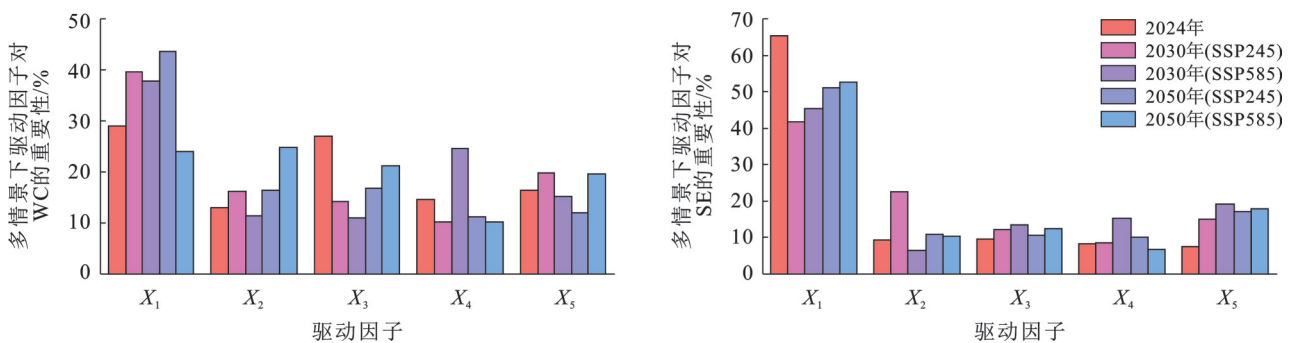 多情景下驱动因子对
WC的重要性/%
50
40
30
20
10
0
X₁
X₂
X₃
X₄
X₅
驱动因子
多情景下驱动因子对
SE的重要性/%
70
60
50
40
30
20
10
0
2024年
2030年(SSP245)
2030年(SSP585)
2050年(SSP245)
2050年(SSP585)
X₁
X₂
X₃
X₄
X₅
驱动因子